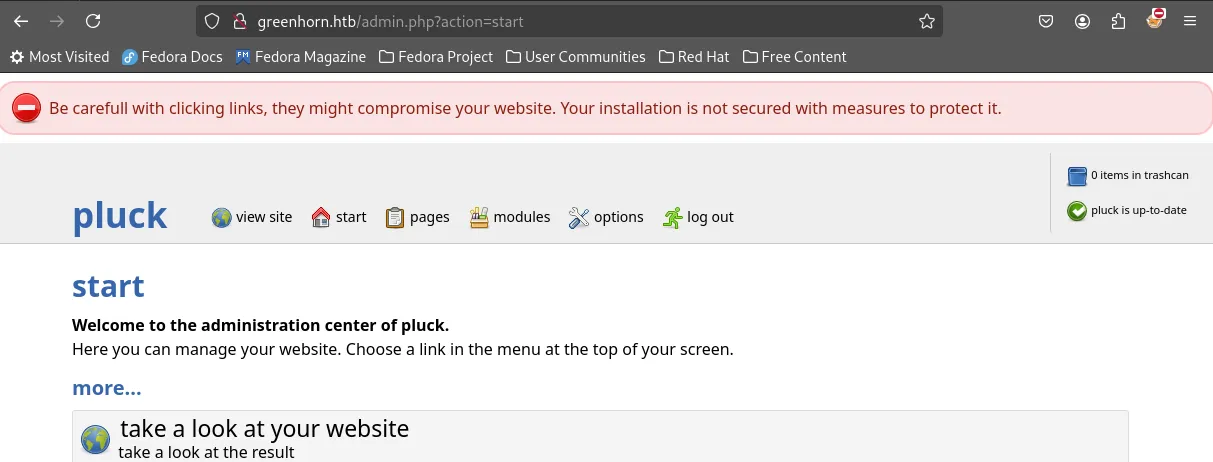 greenhorn.htb/admin.php?action=start
Most Visited Fedora Docs Fedora Magazine Fedora Project User Communities Red Hat Free Content
Be carefull with clicking links, they might compromise your website. Your installation is not secured with measures to protect it.
0 items in trashcan
pluck view site start pages modules options log out
pluck is up-to-date
start
Welcome to the administration center of pluck.
Here you can manage your website. Choose a link in the menu at the top of your screen.
more...
take a look at your website
take a look at the result